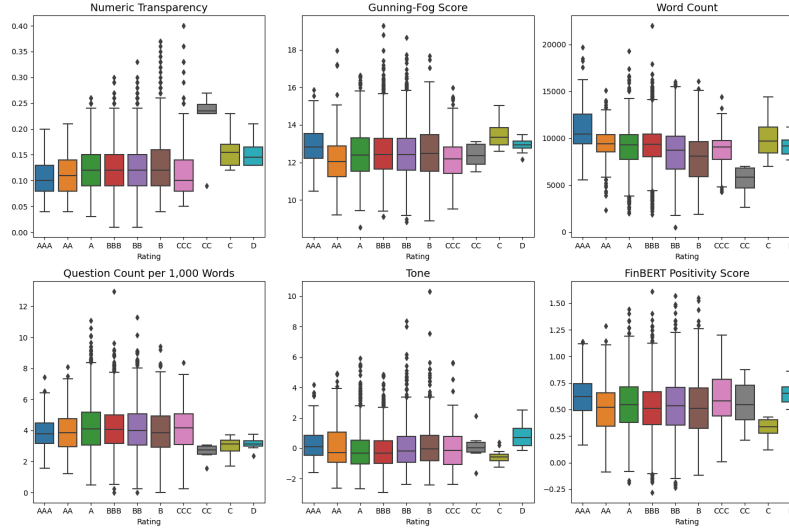 Numeric Transparency
0.40
0.35
0.30
0.25
0.20
0.15
0.10
0.05
0.00
AAA AA A BBB BB B CCC CC C D
Rating
Gunning-Fog Score
18
16
14
12
10
AAA AA A BBB BB B CCC CC C D
Rating
Word Count
20000
15000
10000
5000
0
AAA AA A BBB BB B CCC CC C
Rating
Question Count per 1,000 Words
12
10
8
6
4
2
0
AAA AA A BBB BB B CCC CC C D
Rating
Tone
10
8
6
4
2
0
−2
AAA AA A BBB BB B CCC CC C D
Rating
FinBERT Positivity Score
1.50
1.25
1.00
0.75
0.50
0.25
0.00
−0.25
AAA AA A BBB BB B CCC CC C
Rating